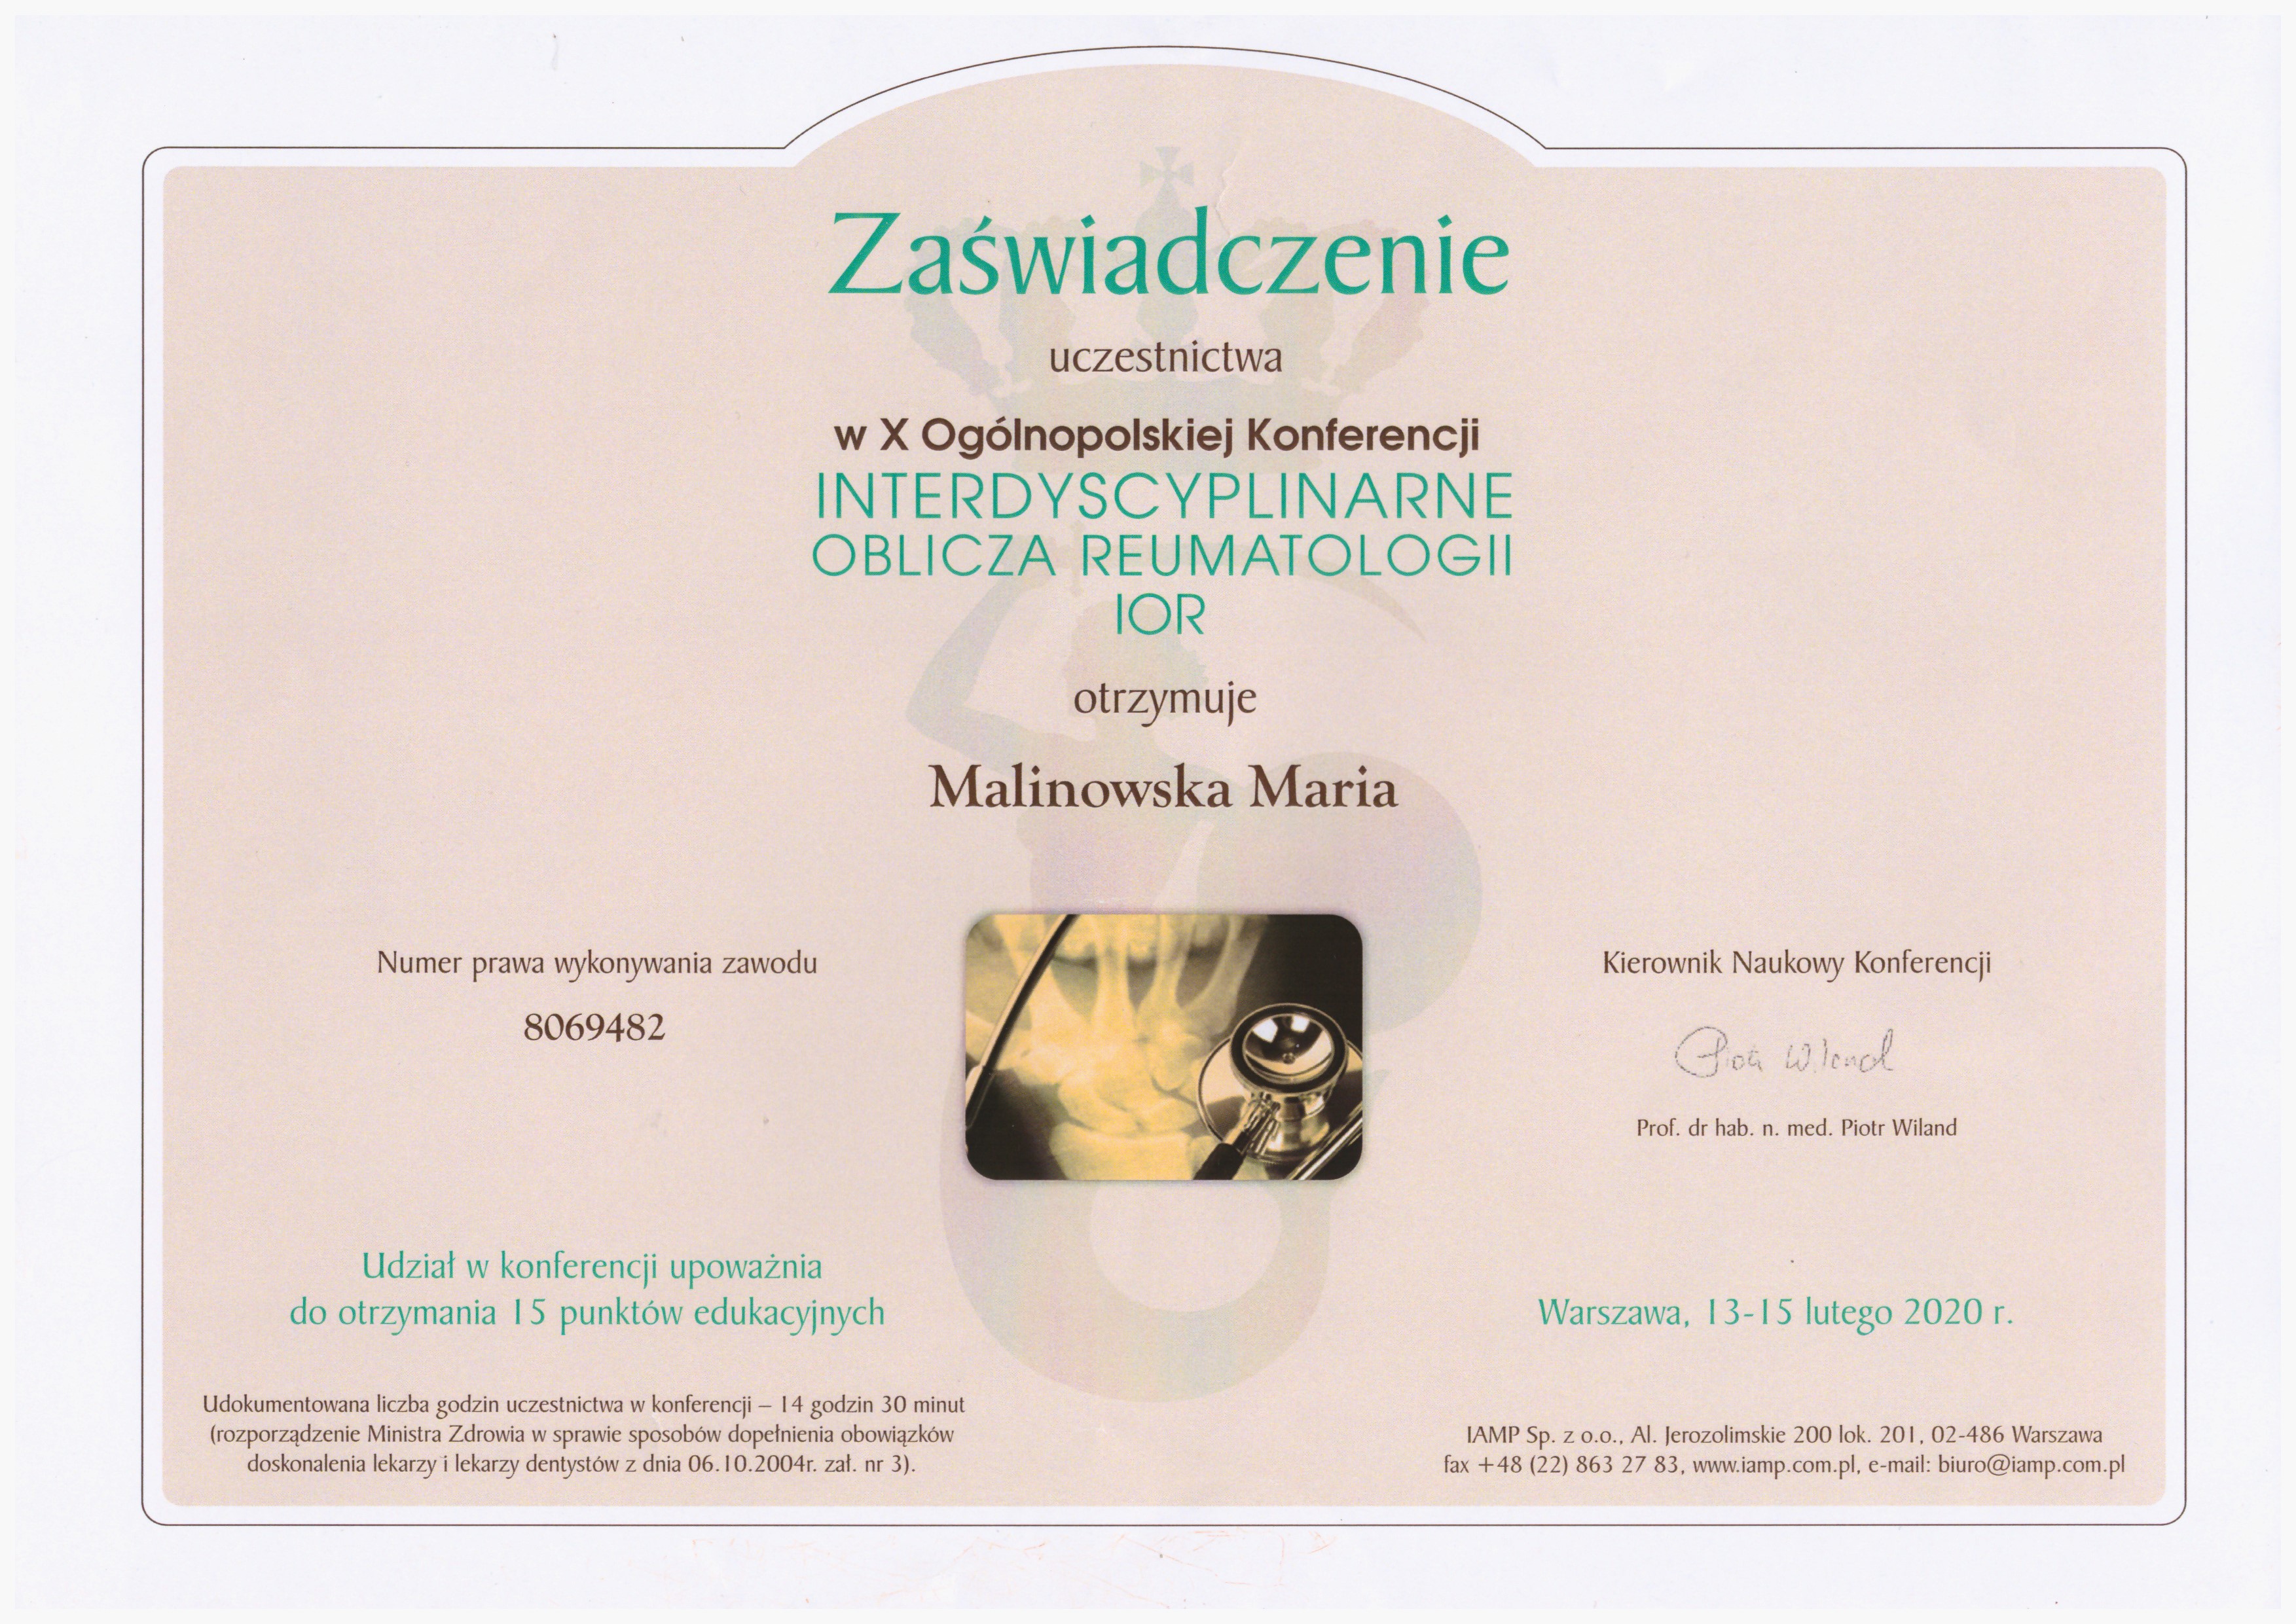 Zaświadczenie
uczestnictwa
w X Ogólnopolskiej Konferencji
INTERDYSCYPLINARNE
OBLICZA REUMATOLOGII
IOR
otrzymuje
Malinowska Maria
Numer prawa wykonywania zawodu
8069482
Kierownik Naukowy Konferencji
Piotr Wiland
Prof. dr hab. n. med. Piotr Wiland
Udział w konferencji upoważnia
do otrzymania 15 punktów edukacyjnych
Warszawa, 13-15 lutego 2020 r.
Udokumentowana liczba godzin uczestnictwa w konferencji – 14 godzin 30 minut
(rozporządzenie Ministra Zdrowia w sprawie sposobów dopełnienia obowiązków
doskonalenia lekarzy i lekarzy dentystów z dnia 06.10.2004r. zał. nr 3).
IAMP Sp. z o.o., Al. Jerozolimskie 200 lok. 201, 02-486 Warszawa
fax +48 (22) 863 27 83, www.iamp.com.pl, e-mail: biuro@iamp.com.pl